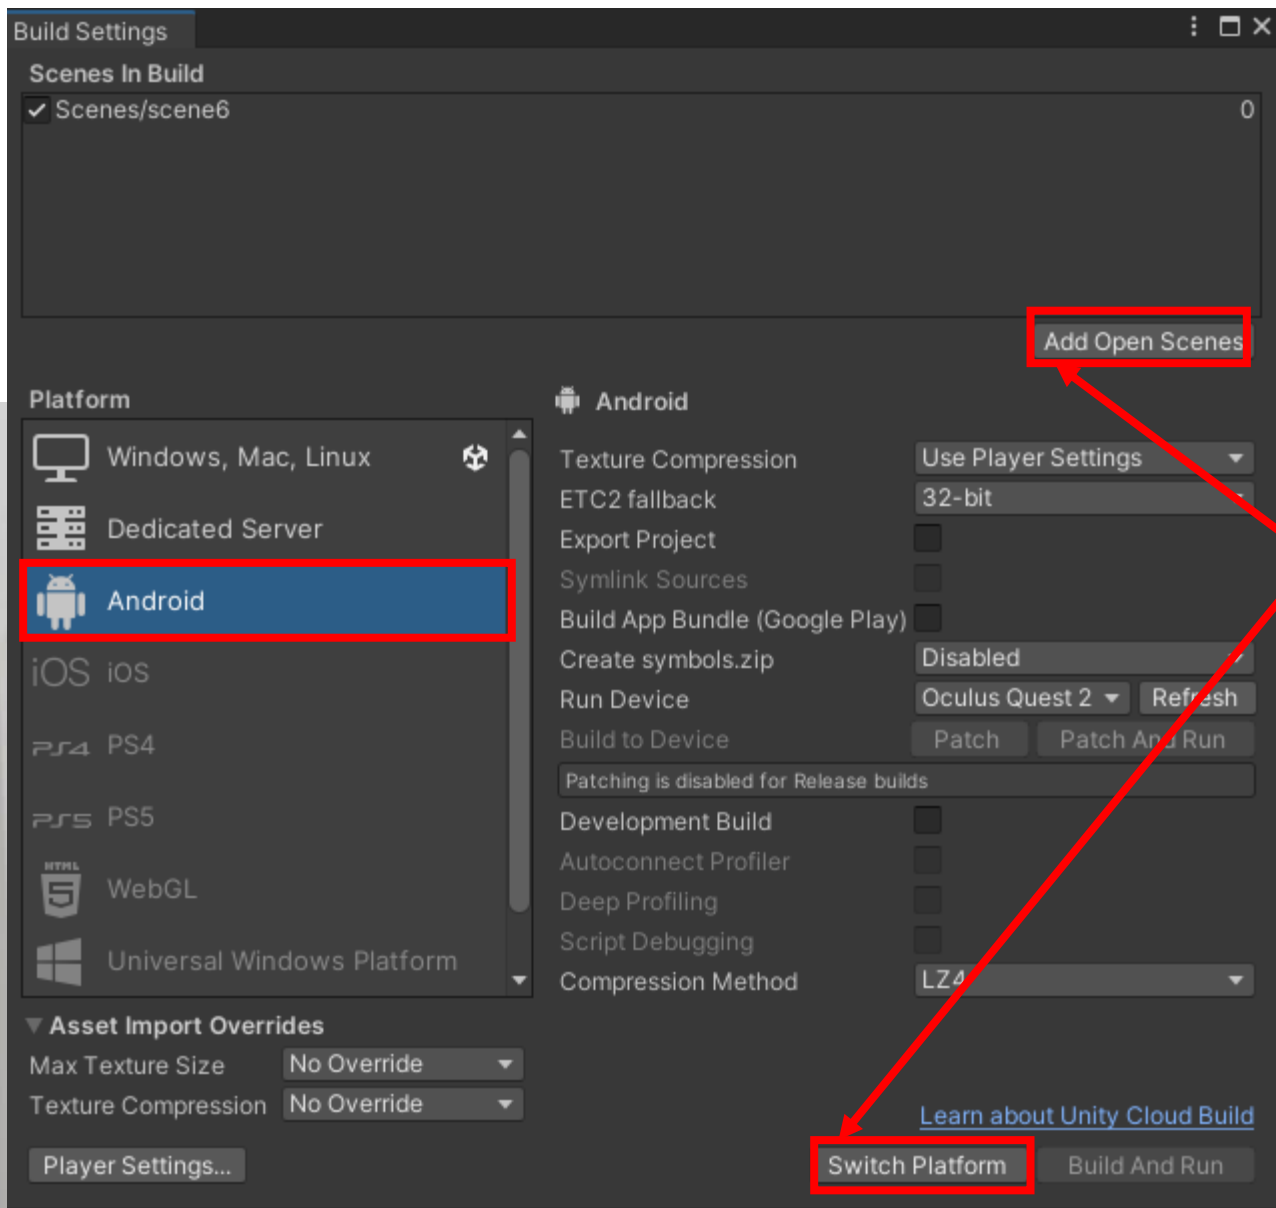 Build Settings
Scenes In Build
Scenes/scene6 0
Add Open Scenes
Platform
Windows, Mac, Linux
Dedicated Server
Android
iOS iOS
PS4 PS4
PS5 PS5
HTML
5 WebGL
Universal Windows Platform
Android
Texture Compression Use Player Settings
ETC2 fallback 32-bit
Export Project
Symlink Sources
Build App Bundle (Google Play)
Create symbols.zip Disabled
Run Device Oculus Quest 2 Refresh
Build to Device Patch Patch And Run
Patching is disabled for Release builds
Development Build
Autoconnect Profiler
Deep Profiling
Script Debugging
Compression Method LZ4
Asset Import Overrides
Max Texture Size No Override
Texture Compression No Override
Learn about Unity Cloud Build
Player Settings... Switch Platform Build And Run